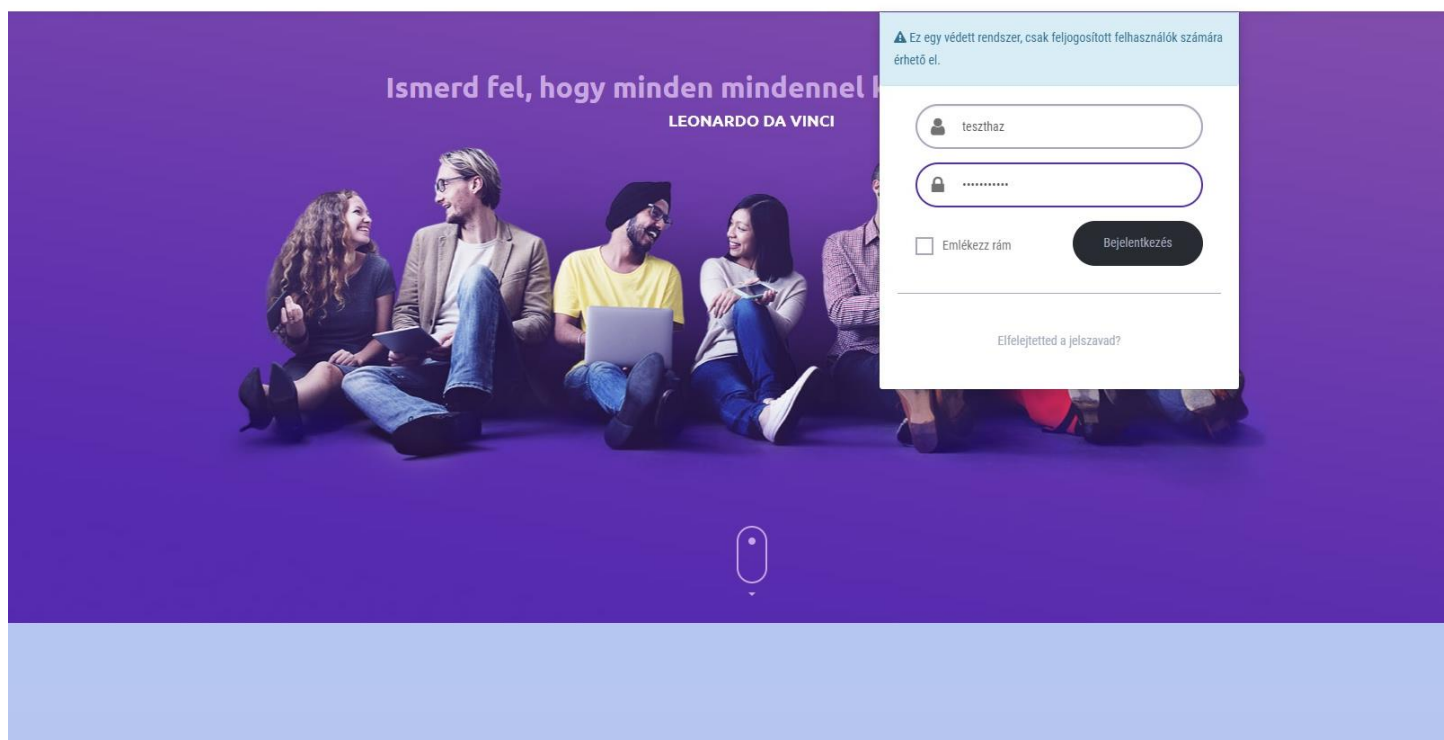 Ez egy védett rendszer, csak feljogosított felhasználók számára
érhető el.
Ismerd fel, hogy minden mindennel
LEONARDO DA VINCI
teszthaz
Emlékezz rám
Bejelentkezés
Elfelejtetted a jelszavad?